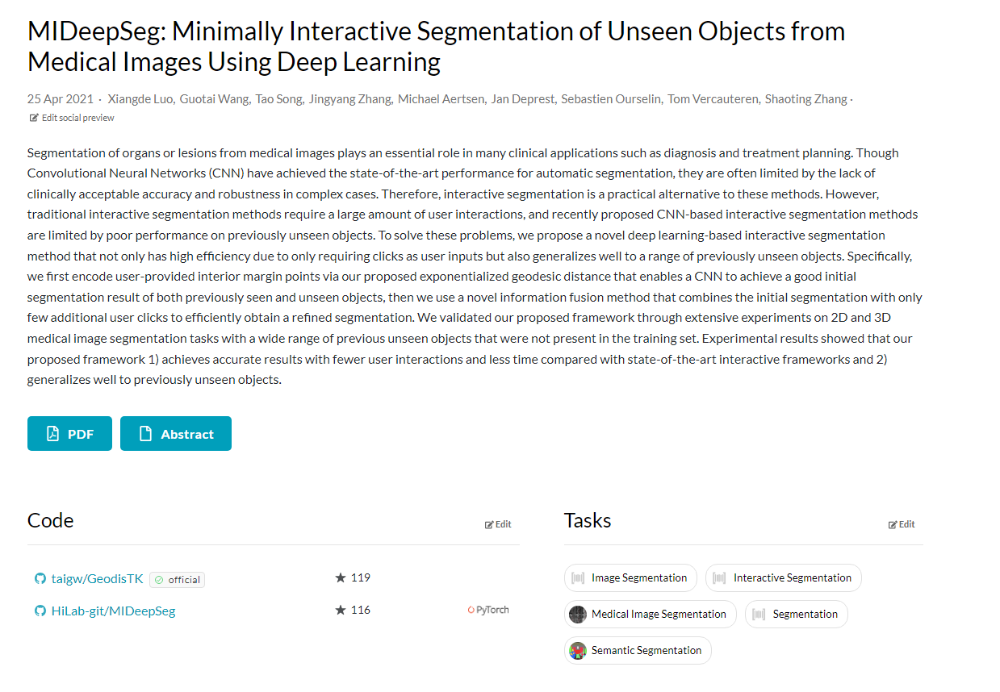 MIDeepSeg: Minimally Interactive Segmentation of Unseen Objects from
Medical Images Using Deep Learning
25 Apr 2021 · Xiangde Luo, Guotai Wang, Tao Song, Jingyang Zhang, Michael Aertsen, Jan Deprest, Sebastien Ourselin, Tom Vercauteren, Shaoting Zhang ·
Edit social preview
Segmentation of organs or lesions from medical images plays an essential role in many clinical applications such as diagnosis and treatment planning. Though
Convolutional Neural Networks (CNN) have achieved the state-of-the-art performance for automatic segmentation, they are often limited by the lack of
clinically acceptable accuracy and robustness in complex cases. Therefore, interactive segmentation is a practical alternative to these methods. However,
traditional interactive segmentation methods require a large amount of user interactions, and recently proposed CNN-based interactive segmentation methods
are limited by poor performance on previously unseen objects. To solve these problems, we propose a novel deep learning-based interactive segmentation
method that not only has high efficiency due to only requiring clicks as user inputs but also generalizes well to a range of previously unseen objects. Specifically,
we first encode user-provided interior margin points via our proposed exponentialized geodesic distance that enables a CNN to achieve a good initial
segmentation result of both previously seen and unseen objects, then we use a novel information fusion method that combines the initial segmentation with only
few additional user clicks to efficiently obtain a refined segmentation. We validated our proposed framework through extensive experiments on 2D and 3D
medical image segmentation tasks with a wide range of previous unseen objects that were not present in the training set. Experimental results showed that our
proposed framework 1) achieves accurate results with fewer user interactions and less time compared with state-of-the-art interactive frameworks and 2)
generalizes well to previously unseen objects.
PDF Abstract
Code Edit
taigw/GeodisTK official 119
HiLab-git/MIDeepSeg 116 PyTorch
Tasks Edit
Image Segmentation Interactive Segmentation
Medical Image Segmentation Segmentation
Semantic Segmentation